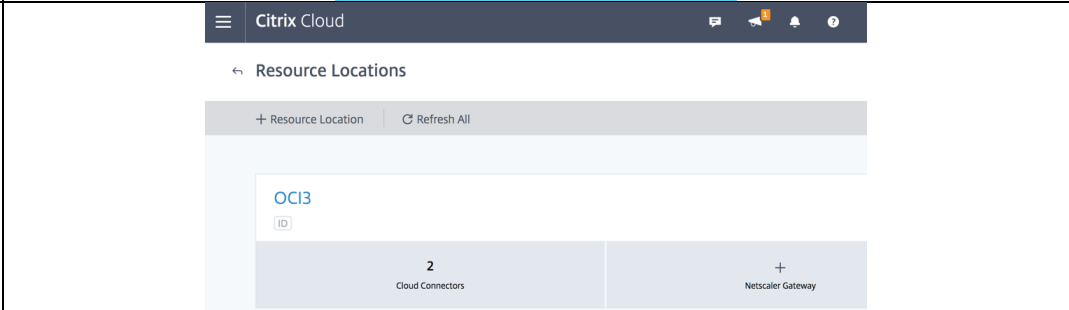 Citrix Cloud
1
?
Resource Locations
+ Resource Location
Refresh All
OCI3
ID
2
Cloud Connectors
+
Netscaler Gateway